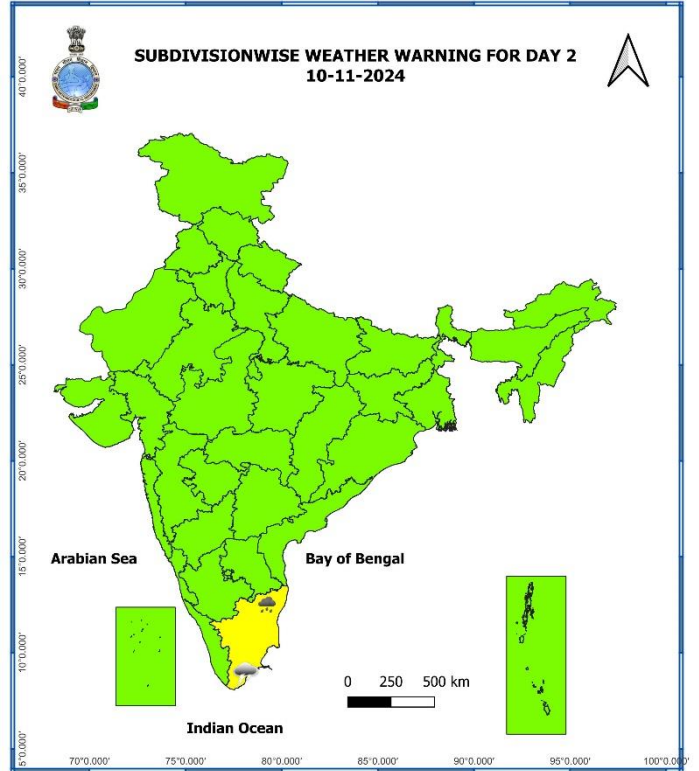 SUBDIVISIONWISE WEATHER WARNING FOR DAY 2
10-11-2024
40°0.000'
35°0.000'
30°0.000'
25°0.000'
20°0.000'
15°0.000'
10°0.000'
5°0.000'
Arabian Sea
Bay of Bengal
0 250 500 km
Indian Ocean
70°0.000' 75°0.000' 80°0.000' 85°0.000' 90°0.000' 95°0.000' 100°0.000'